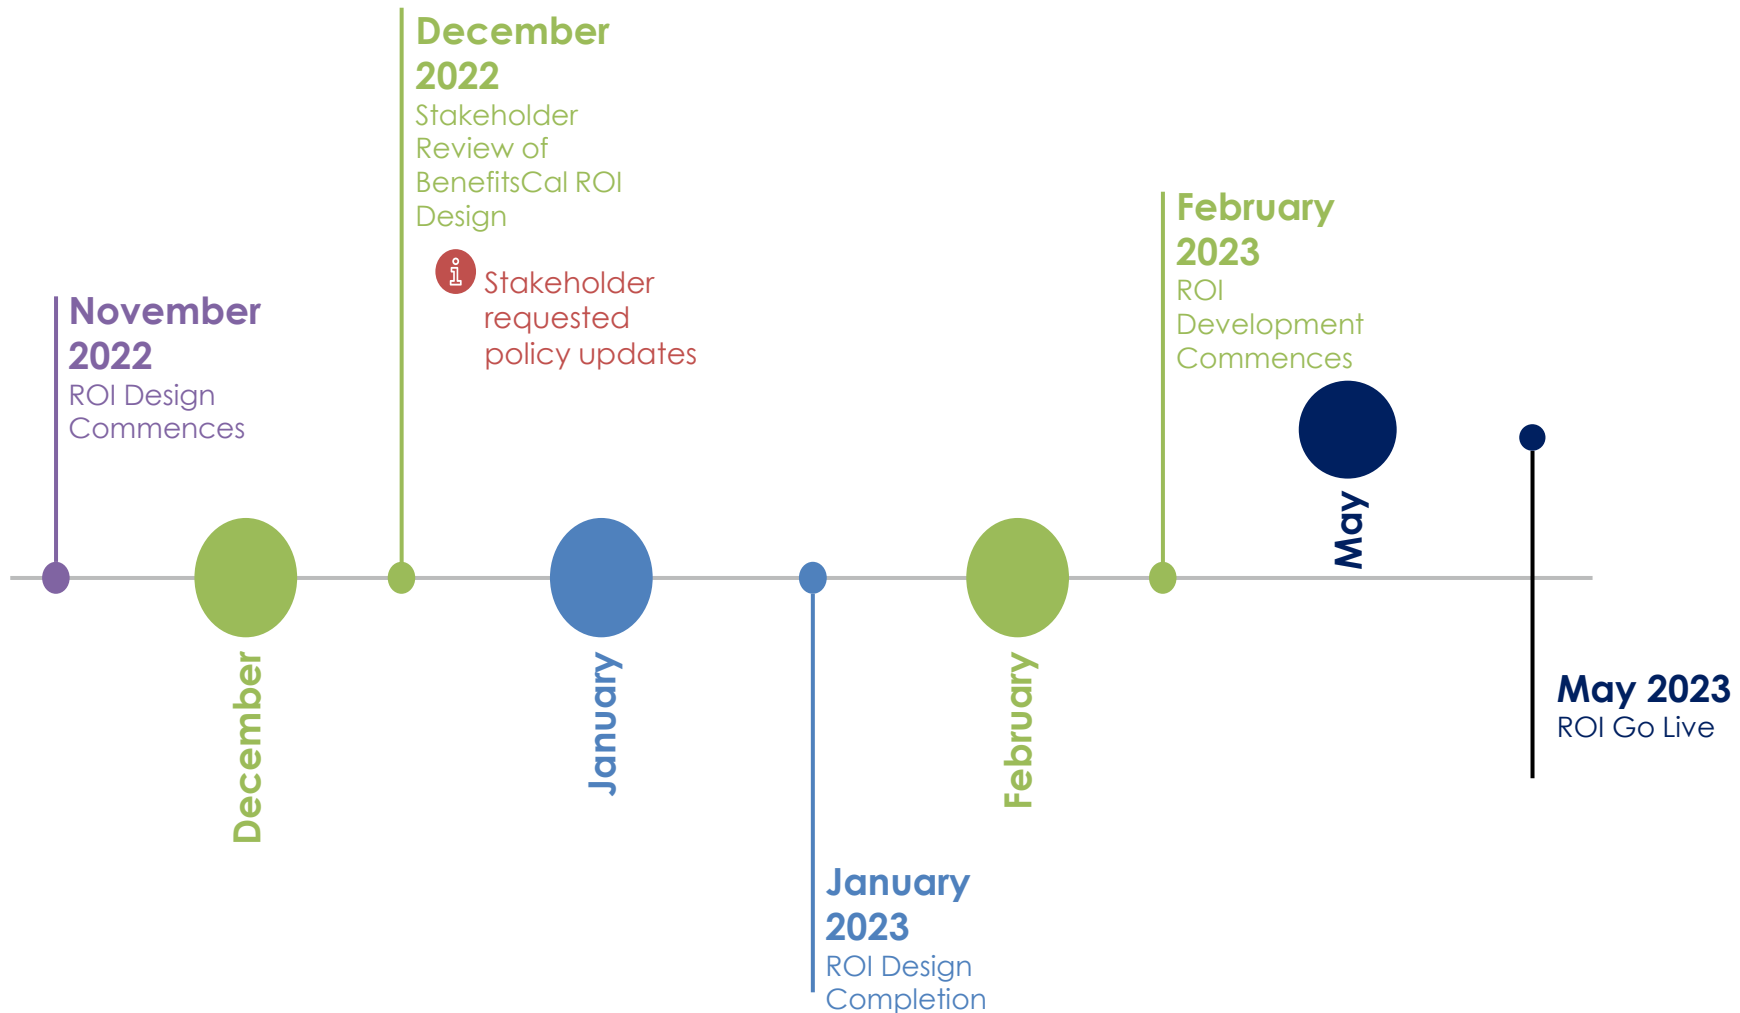 December
2022
Stakeholder
Review of
BenefitsCal ROI
Design
i
Stakeholder
requested
policy updates
November
2022
ROI Design
Commences
February
2023
ROI
Development
Commences
May
December
January
February
May 2023
ROI Go Live
January
2023
ROI Design
Completion